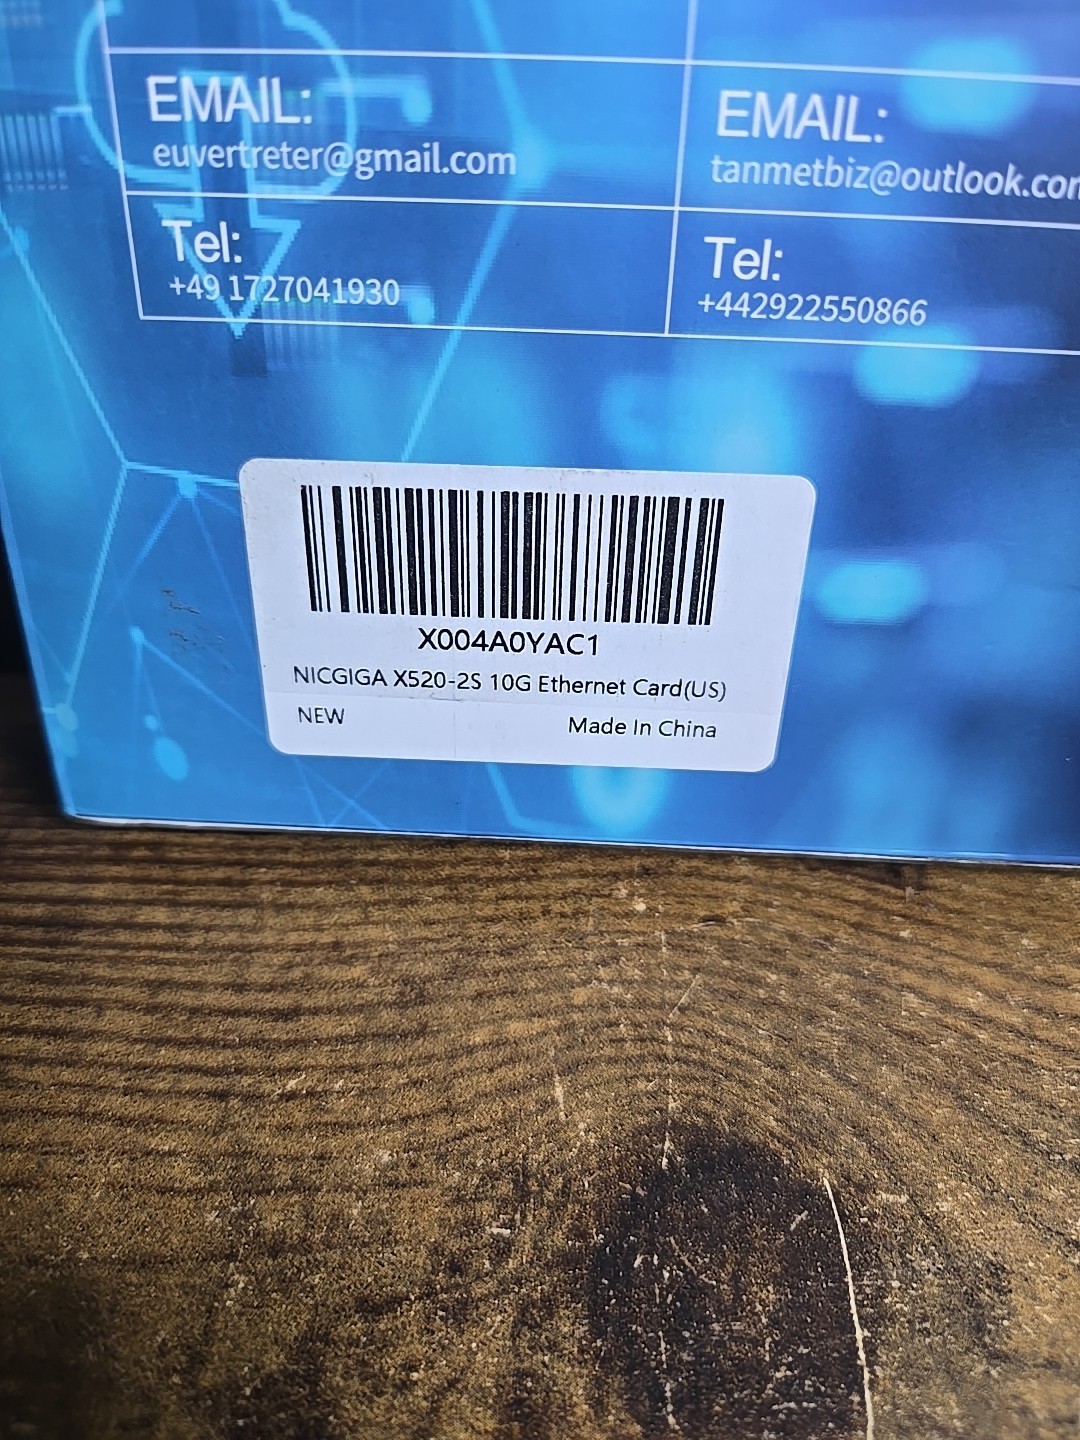 EMAIL:
euvertreter@gmail.com
Tel:
+49 1727041930
EMAIL:
tanmetbiz@outlook.com
Tel:
+442922550866
X004A0YAC1
NICGIGA X520-2S 10G Ethernet Card(US)
NEW
Made In China